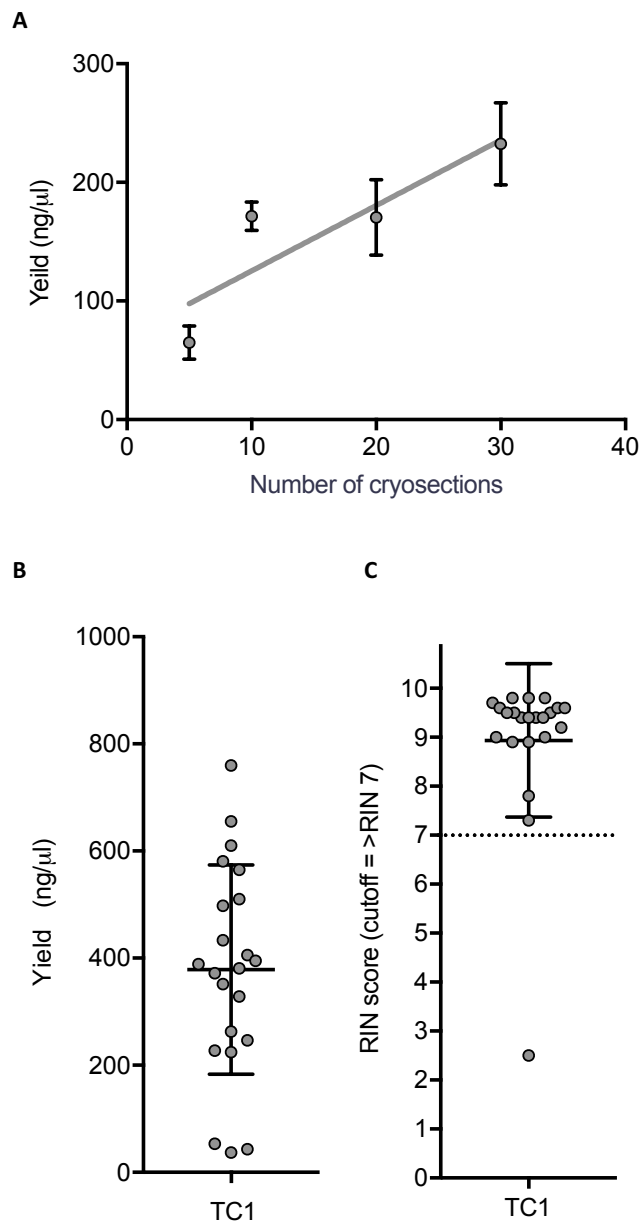 A
300
200
100
0
Yeild (ng/μl)
0 10 20 30 40
Number of cryosections
B
1000
800
600
400
200
0
Yield (ng/μl)
TC1
C
10
9
8
7
6
5
4
3
2
1
0
RIN score (cutoff = >RIN 7)
TC1